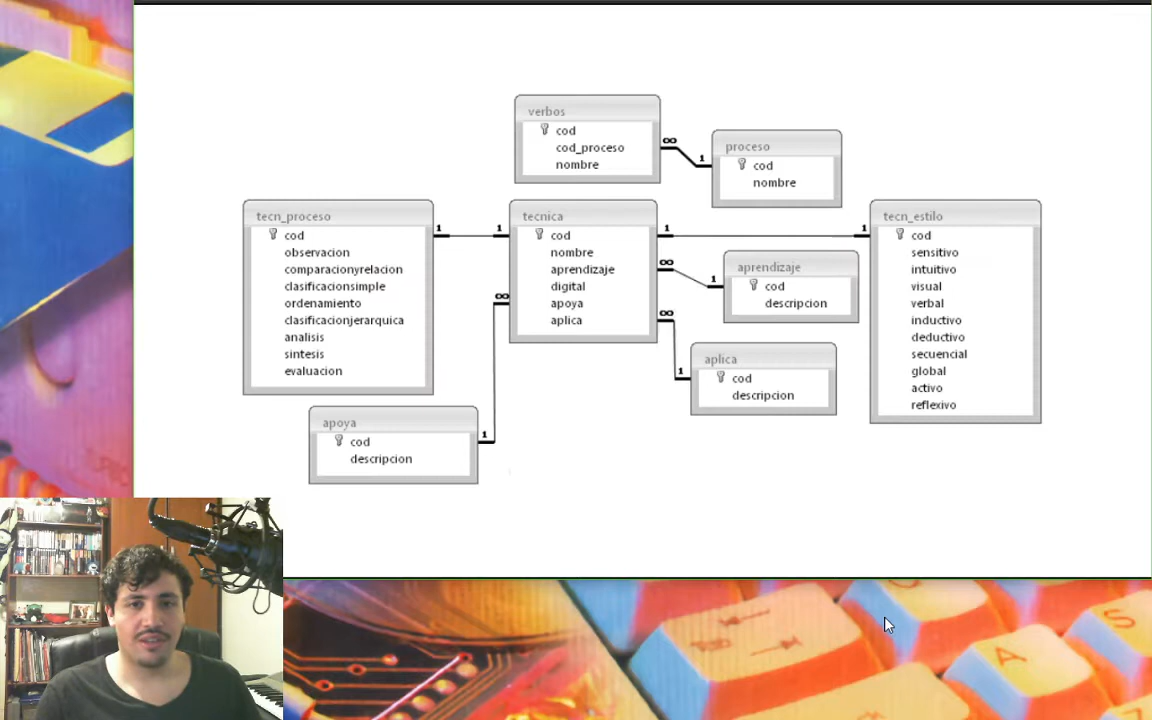 verbos
cod
cod_proceso
nombre
∞
1
proceso
cod
nombre
tecn_proceso
cod
observacion
comparacionyrelacion
clasificacionsimple
ordenamiento
clasificacionjerarquica
analisis
sintesis
evaluacion
1
1
tecnica
cod
nombre
aprendizaje
digital
apoya
aplica
∞
1
∞
∞
1
1
aprendizaje
cod
descripcion
1
aplica
cod
descripcion
tecn_estilo
cod
sensitivo
intuitivo
visual
verbal
inductivo
deductivo
secuencial
global
activo
reflexivo
apoya
cod
descripcion
1
A
S